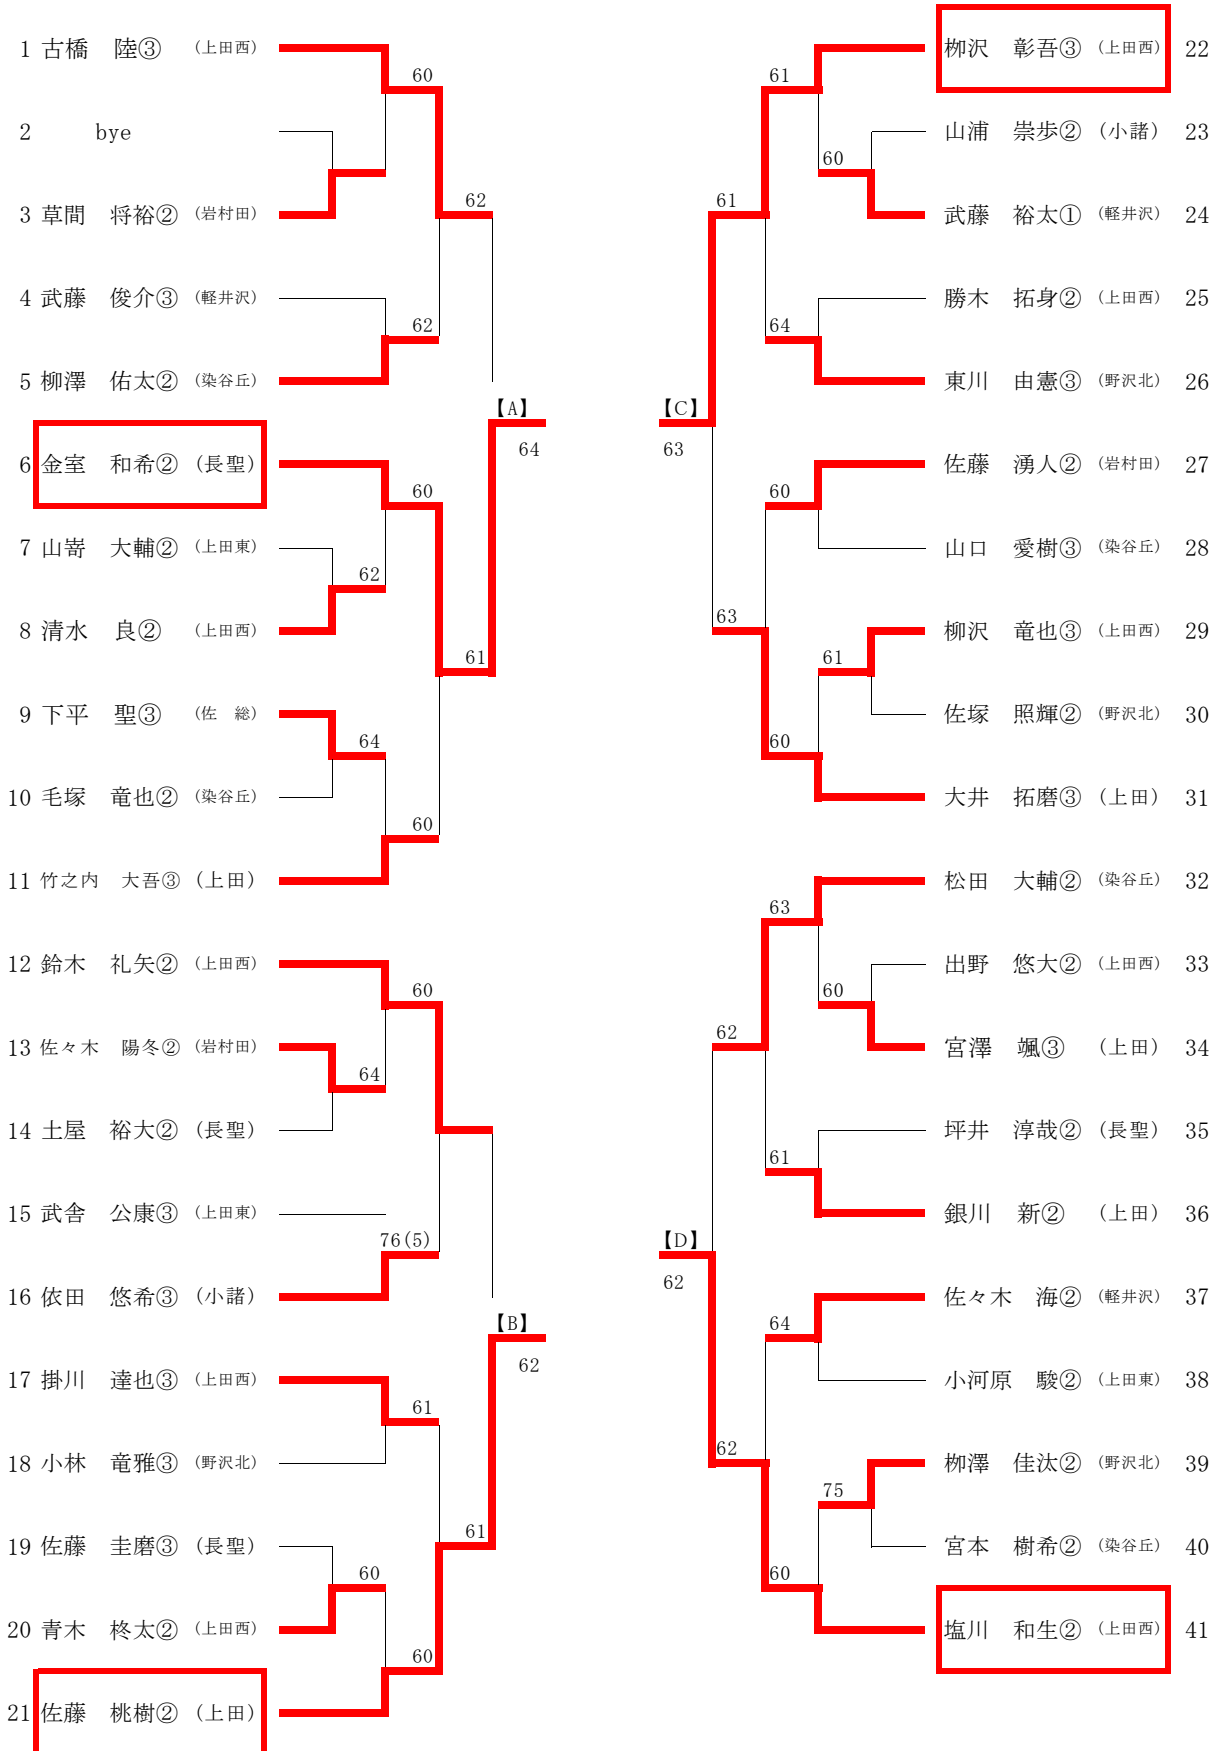 1 古橋　陸③ （上田西）
60
2 bye
3 草間　将裕② （岩村田）
62
4 武藤　俊介③ （軽井沢）
62
5 柳澤　佑太② （染谷丘）
【A】
64
6 金室　和希② （長聖）
60
7 山嵜　大輔② （上田東）
62
8 清水　良② （上田西）
61
9 下平　聖③ （佐　総）
64
10 毛塚　竜也② （染谷丘）
60
11 竹之内　大吾③ （上田）
12 鈴木　礼矢② （上田西）
60
13 佐々木　陽冬② （岩村田）
64
14 土屋　裕大② （長聖）
15 武舎　公康③ （上田東）
76(5)
16 依田　悠希③ （小諸）
【B】
62
17 掛川　達也③ （上田西）
61
18 小林　竜雅③ （野沢北）
61
19 佐藤　圭磨③ （長聖）
60
20 青木　柊太② （上田西）
60
21 佐藤　桃樹② （上田）
栁沢　彰吾③ （上田西） 22
61
山浦　崇歩② （小諸） 23
60
武藤　裕太① （軽井沢） 24
61
勝木　拓身② （上田西） 25
64
東川　由憲③ （野沢北） 26
【C】
63
佐藤　湧人② （岩村田） 27
60
山口　愛樹③ （染谷丘） 28
63
柳沢　竜也③ （上田西） 29
61
佐塚　照輝② （野沢北） 30
60
大井　拓磨③ （上田） 31
松田　大輔② （染谷丘） 32
63
出野　悠大② （上田西） 33
60
宮澤　颯③ （上田） 34
62
坪井　淳哉② （長聖） 35
61
銀川　新② （上田） 36
【D】
62
佐々木　海② （軽井沢） 37
64
小河原　駿② （上田東） 38
62
栁澤　佳汰② （野沢北） 39
75
宮本　樹希② （染谷丘） 40
60
塩川　和生② （上田西） 41